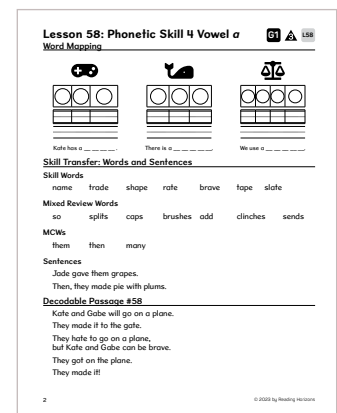 Lesson 58: Phonetic Skill 4 Vowel a
G1 3 L58
Word Mapping
Kate has a _ _ _ _ _.
There is a _ _ _ _ _.
We use a _ _ _ _ _.
Skill Transfer: Words and Sentences
Skill Words
name trade shape rate brave tape slate
Mixed Review Words
so splits caps brushes add clinches sends
MCWs
them then many
Sentences
Jade gave them grapes.
Then, they made pie with plums.
Decodable Passage #58
Kate and Gabe will go on a plane.
They made it to the gate.
They hate to go on a plane,
but Kate and Gabe can be brave.
They got on the plane.
They made it!
2
© 2023 by Reading Horizons